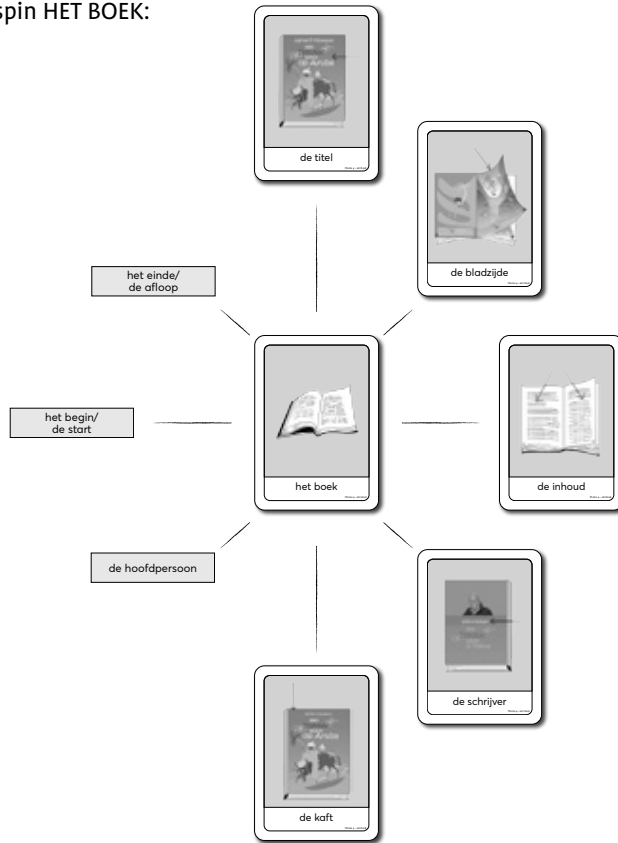 spin HET BOEK:
de titel
de bladzijde
het einde/
de afloop
het boek
de inhoud
het begin/
de start
de hoofdpersoon
de schrijver
de kaft